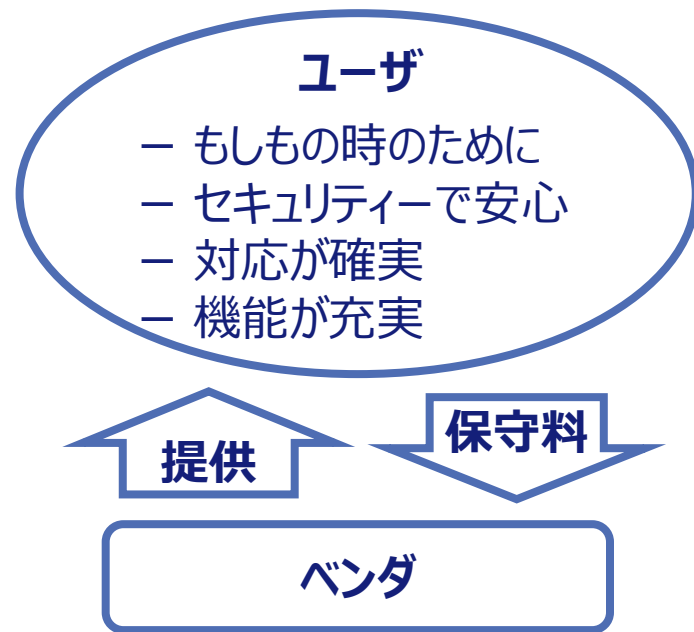 ユーザ
― もしもの時のために
― セキュリティーで安心
― 対応が確実
― 機能が充実
提供
保守料
ベンダ